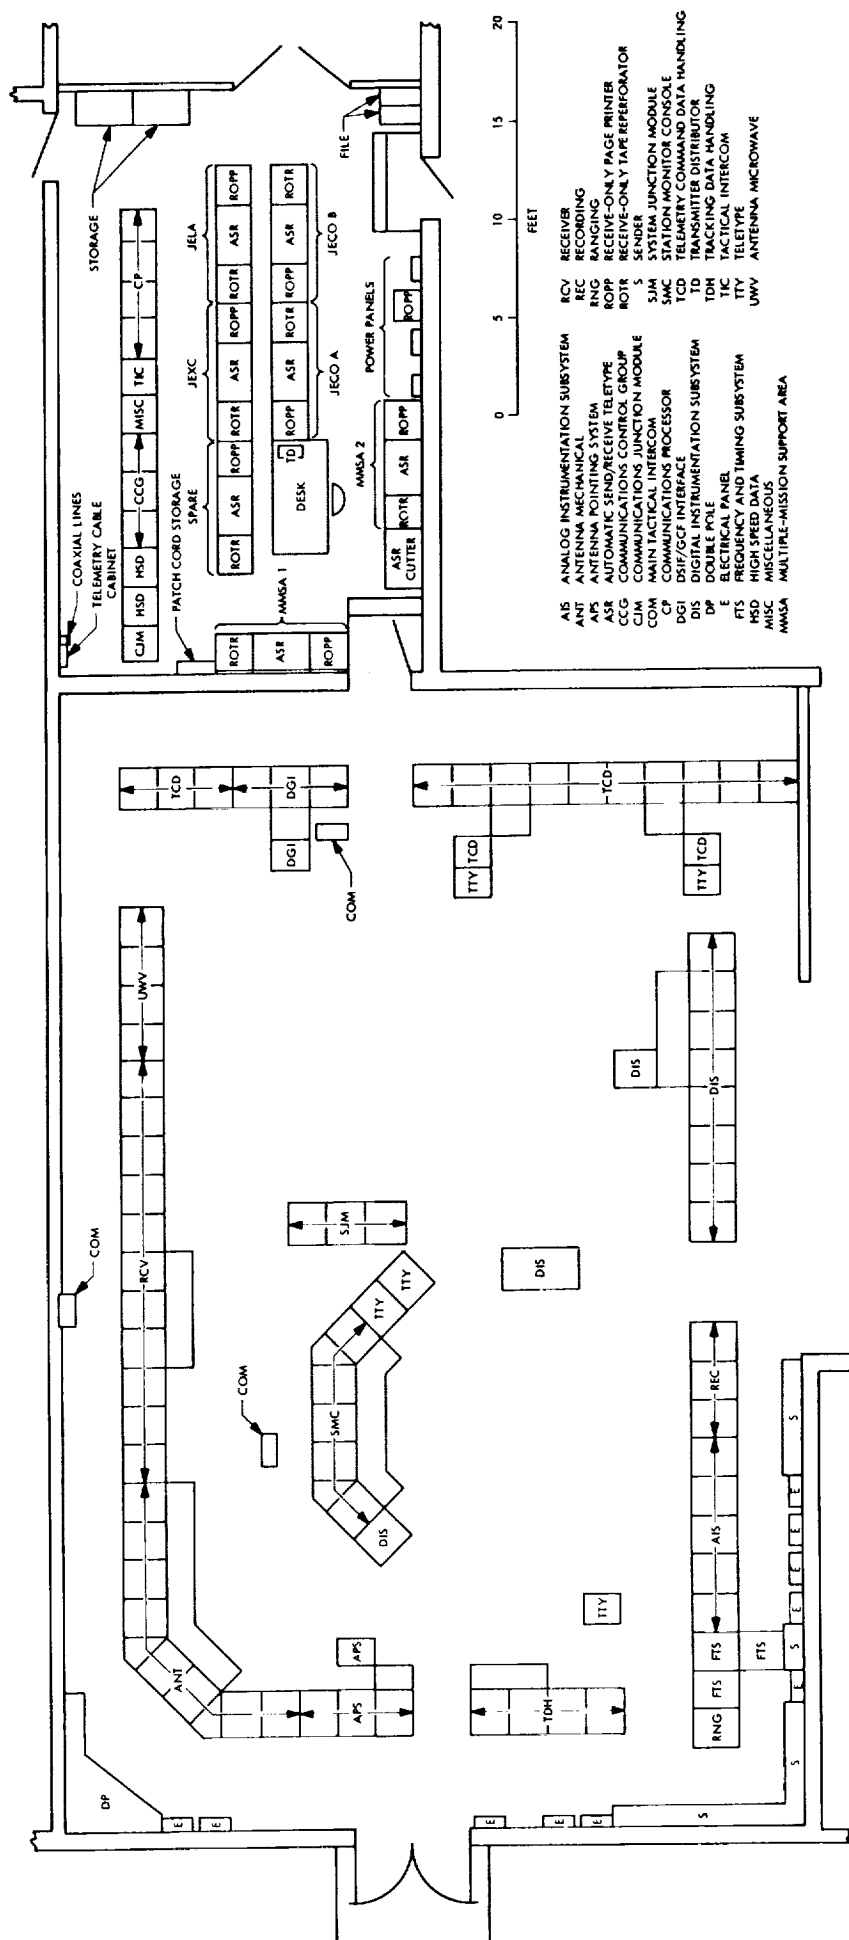 STORAGE
CP
TIC
MISC
CCG
HSD
HSD
CJM
COAXIAL LINES
TELEMETRY CABLE
CABINET
PATCH CORD STORAGE
SPARE
JEXC
JELA
ROTR
ASR
ROPP
ROTR
ASR
ROPP
ROTR
ASR
ROPP
DESK
TD
ROPP
ASR
ROTR
ROPP
ASR
ROTR
JECO A
JECO B
FILE
MMSA 1
ROTR
ASR
ROPP
MMSA 2
ASR
CUTTER
ROTR
ASR
ROPP
POWER PANELS
ROPP
0 5 10 15 20
FEET
AIS ANALOG INSTRUMENTATION SUBSYSTEM
ANT ANTENNA MECHANICAL
APS ANTENNA POINTING SYSTEM
ASR AUTOMATIC SEND/RECEIVE TELETYPE
CCG COMMUNICATIONS CONTROL GROUP
CJM COMMUNICATIONS JUNCTION MODULE
COM MAIN TACTICAL INTERCOM
CP COMMUNICATIONS PROCESSOR
DGI DSIF/GCF INTERFACE
DIS DIGITAL INSTRUMENTATION SUBSYSTEM
DP DOUBLE POLE
E ELECTRICAL PANEL
FTS FREQUENCY AND TIMING SUBSYSTEM
HSD HIGH SPEED DATA
MISC MISCELLANEOUS
MMSA MULTIPLE-MISSION SUPPORT AREA
RCV RECEIVER
REC RECORDING
RNG RANGING
ROPP RECEIVE-ONLY PAGE PRINTER
ROTR RECEIVE-ONLY TAPE REPERFORATOR
S SENDER
SJM SYSTEM JUNCTION MODULE
SMC STATION MONITOR CONSOLE
TCD TELEMETRY COMMAND DATA HANDLING
TD TRANSMITTER DISTRIBUTOR
TDH TRACKING DATA HANDLING
TIC TACTICAL INTERCOM
TTY TELETYPE
UWV ANTENNA MICROWAVE
TCD
DGI
DGI
COM
TCD
TTY TCD
TTY TCD
UWV
RCV
COM
COM
SJM
SMC
TTY
TTY
DIS
DIS
DIS
DIS
ANT
APS
APS
TDH
TTY
REC
AIS
FTS
FTS
FTS
RNG
DP
E
E
E
E
E
S
S
E
S
E
E
E
E
S